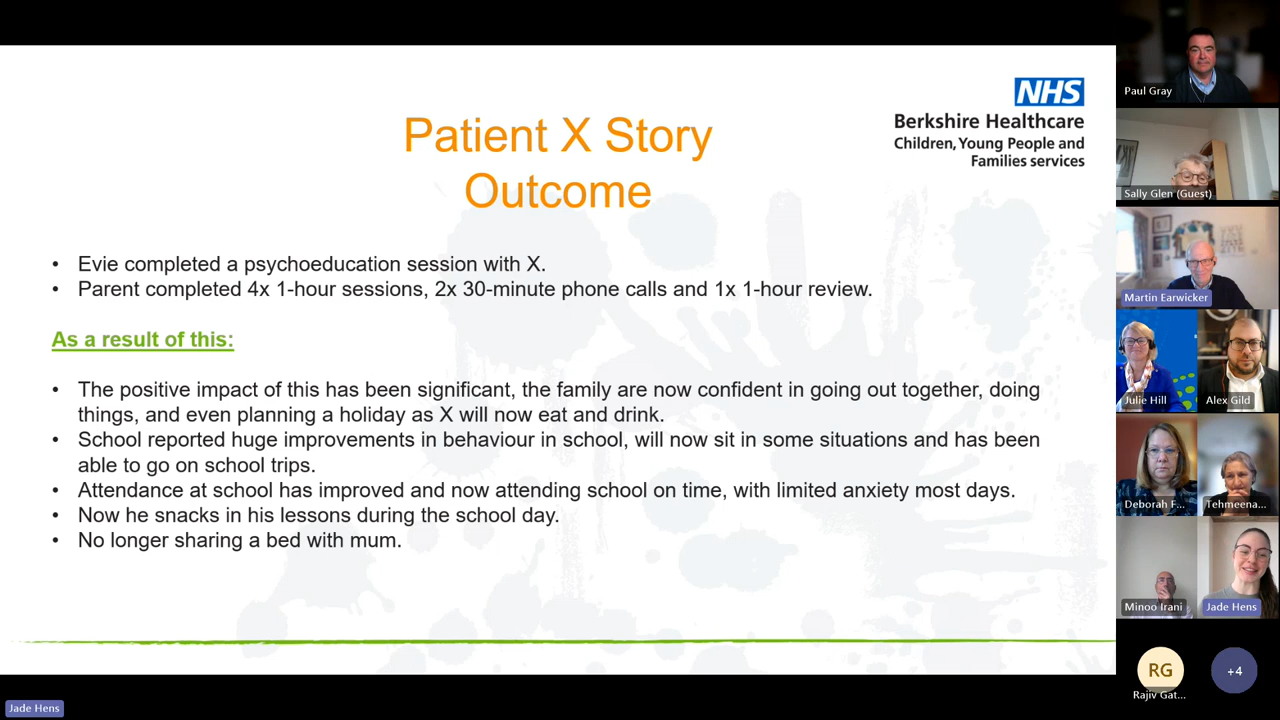 Patient X Story
Outcome
NHS
Berkshire Healthcare
Children, Young People and
Families services
• Evie completed a psychoeducation session with X.
• Parent completed 4x 1-hour sessions, 2x 30-minute phone calls and 1x 1-hour review.
As a result of this:
• The positive impact of this has been significant, the family are now confident in going out together, doing
things, and even planning a holiday as X will now eat and drink.
• School reported huge improvements in behaviour in school, will now sit in some situations and has been
able to go on school trips.
• Attendance at school has improved and now attending school on time, with limited anxiety most days.
• Now he snacks in his lessons during the school day.
• No longer sharing a bed with mum.
Jade Hens
Paul Gray
Sally Glen (Guest)
Martin Earwicker
Julie Hill
Alex Gild
Deborah F...
Tehmeena...
Minoo Irani
Jade Hens
RG
Rajiv Gat...
+4